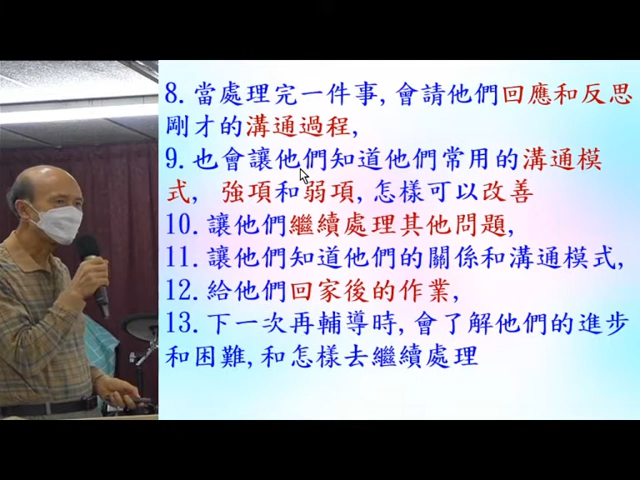 8.當處理完一件事,會請他們回應和反思
剛才的溝通過程,
9.也會讓他們知道他們常用的溝通模
式, 強項和弱項,怎樣可以改善
10.讓他們繼續處理其他問題,
11.讓他們知道他們的關係和溝通模式,
12.給他們回家後的作業,
13.下一次再輔導時,會了解他們的進步
和困難,和怎樣去繼續處理